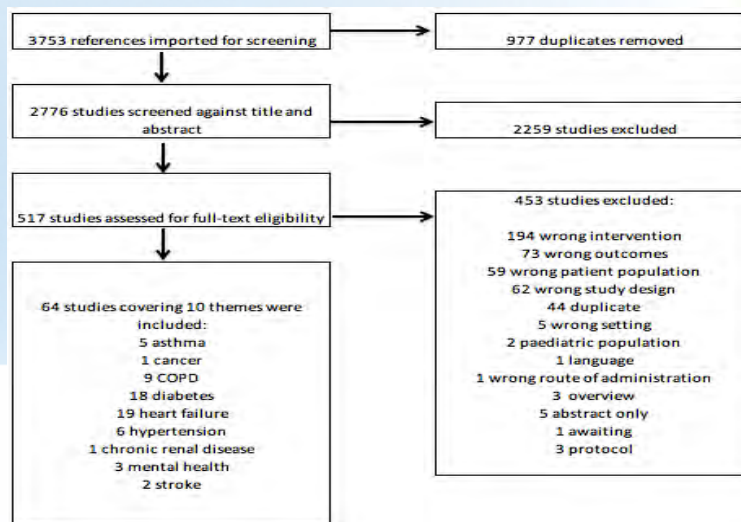 3753 references imported for screening
977 duplicates removed
2776 studies screened against title and
abstract
2259 studies excluded
517 studies assessed for full-text eligibility
453 studies excluded:
194 wrong intervention
73 wrong outcomes
59 wrong patient population
62 wrong study design
44 duplicate
5 wrong setting
2 paediatric population
1 language
1 wrong route of administration
3 overview
5 abstract only
1 awaiting
3 protocol
64 studies covering 10 themes were
included:
5 asthma
1 cancer
9 COPD
18 diabetes
19 heart failure
6 hypertension
1 chronic renal disease
3 mental health
2 stroke